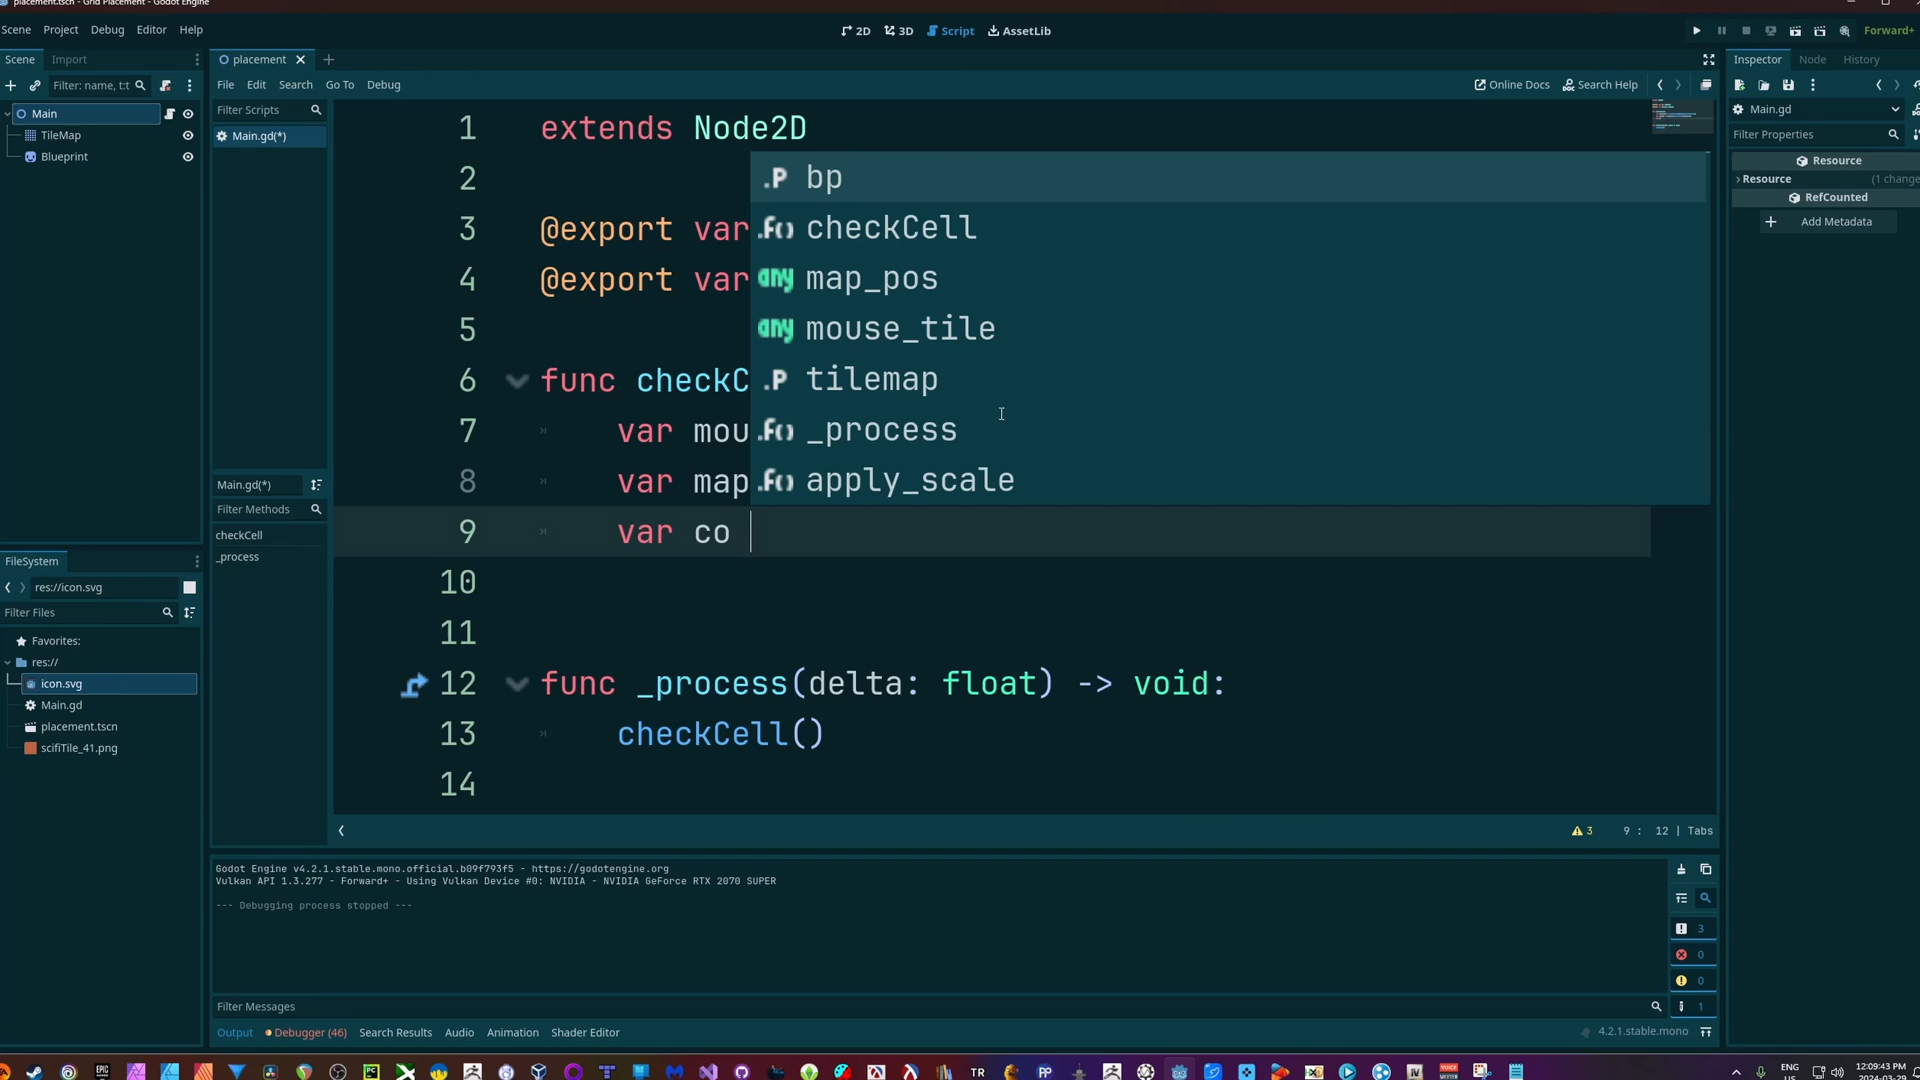 placement.tscn - Grid Placement - Godot Engine
Scene Project Debug Editor Help
2D 3D Script AssetLib
Forward+
Scene Import
placement
Inspector Node History
Filter: name, t:t
File Edit Search Go To Debug
Online Docs Search Help
Main
TileMap
Blueprint
Filter Scripts
Main.gd(*)
Main.gd(*)
Filter Methods
checkCell
_process
1 extends Node2D
2
3 @export var
4 @export var
5
6 func checkC
7 var mou
8 var map
9 var co
10
11
12 func _process(delta: float) -> void:
13 checkCell()
14
bp
checkCell
map_pos
mouse_tile
tilemap
_process
apply_scale
3 9 : 12 | Tabs
Main.gd
Filter Properties
Resource
Resource (1 change
RefCounted
Add Metadata
FileSystem
res://icon.svg
Filter Files
Favorites:
res://
icon.svg
Main.gd
placement.tscn
scifiTile_41.png
Godot Engine v4.2.1.stable.mono.official.b09f793f5 - https://godotengine.org
Vulkan API 1.3.277 - Forward+ - Using Vulkan Device #0: NVIDIA - NVIDIA GeForce RTX 2070 SUPER
--- Debugging process stopped ---
3
0
0
1
Filter Messages
Output Debugger (46) Search Results Audio Animation Shader Editor
4.2.1.stable.mono
ENG
US
12:09:43 PM
2024-03-29